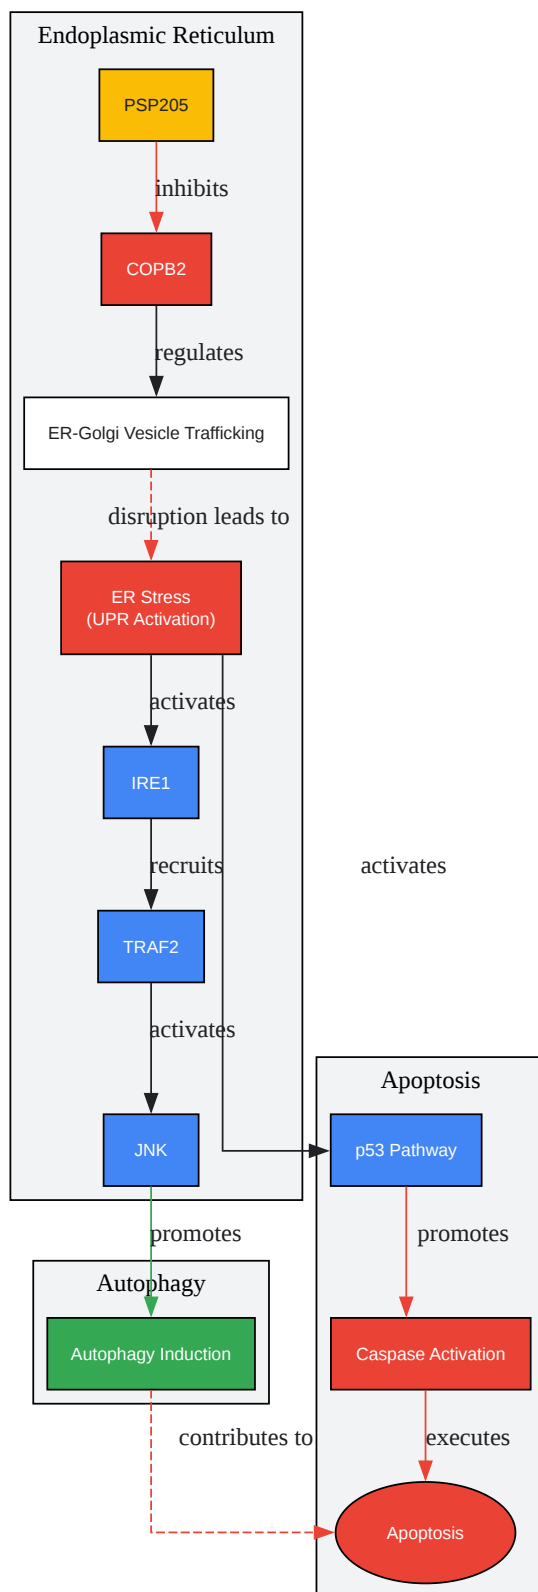 Endoplasmic Reticulum
PSP205
inhibits
COPB2
regulates
ER-Golgi Vesicle Trafficking
disruption leads to
ER Stress
(UPR Activation)
activates
IRE1
recruits
activates
TRAF2
activates
Apoptosis
JNK
p53 Pathway
promotes
promotes
Autophagy
Autophagy Induction
Caspase Activation
contributes to
executes
Apoptosis